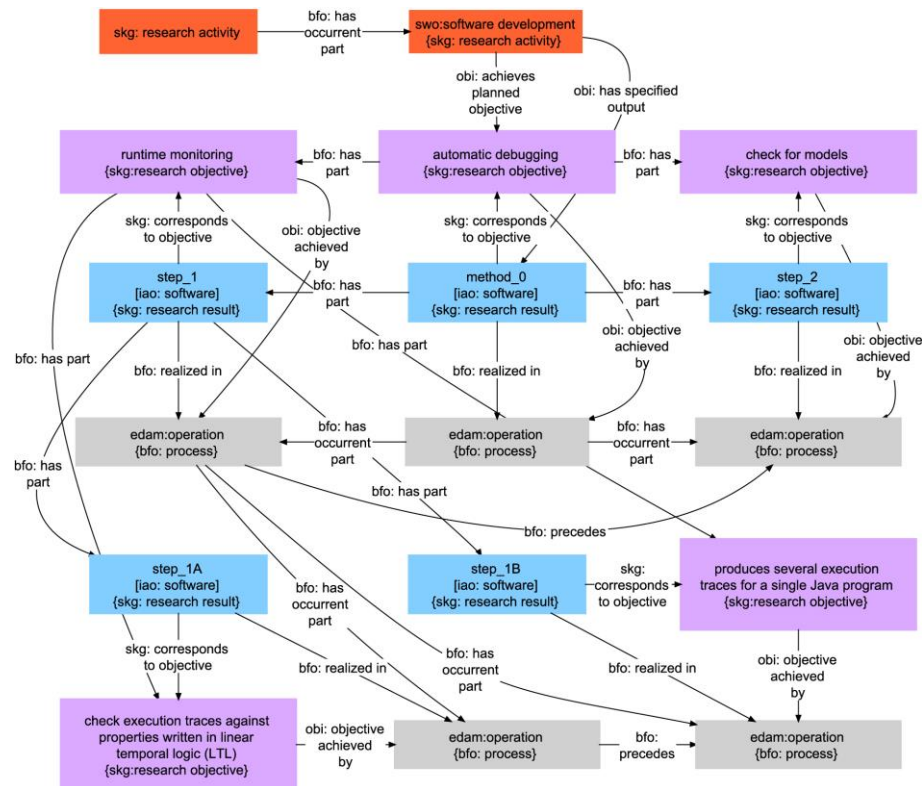 skg: research activity
bfo: has
occurrent
part
swo:software development
{skg: research activity}
obi: achieves
planned
objective
obi: has specified
output
runtime monitoring
{skg:research objective}
bfo: has
part
automatic debugging
{skg:research objective}
bfo: has
part
check for models
{skg:research objective}
skg: corresponds
to objective
obi: objective
achieved
by
skg: corresponds
to objective
skg: corresponds
to objective
step_1
[iao: software]
{skg: research result}
bfo: has
part
method_0
[iao: software]
{skg: research result}
bfo: has
part
step_2
[iao: software]
{skg: research result}
bfo: has part
bfo: realized in
bfo: has part
bfo: realized in
obi: objective
achieved by
bfo: realized in
obi: objective
achieved
by
edam:operation
{bfo: process}
bfo: has
occurrent
part
edam:operation
{bfo: process}
bfo: has
occurrent
part
edam:operation
{bfo: process}
bfo: has
part
bfo: has part
bfo: precedes
step_1A
[iao: software]
{skg: research result}
bfo: has
occurrent
part
step_1B
[iao: software]
{skg: research result}
skg:
corresponds
to objective
produces several execution
traces for a single Java program
{skg:research objective}
skg: corresponds
to objective
bfo: realized in
bfo: has
occurrent
part
bfo: realized in
obi: objective
achieved
by
check execution traces against
properties written in linear
temporal logic (LTL)
{skg:research objective}
obi: objective
achieved
by
edam:operation
{bfo: process}
bfo:
precedes
edam:operation
{bfo: process}